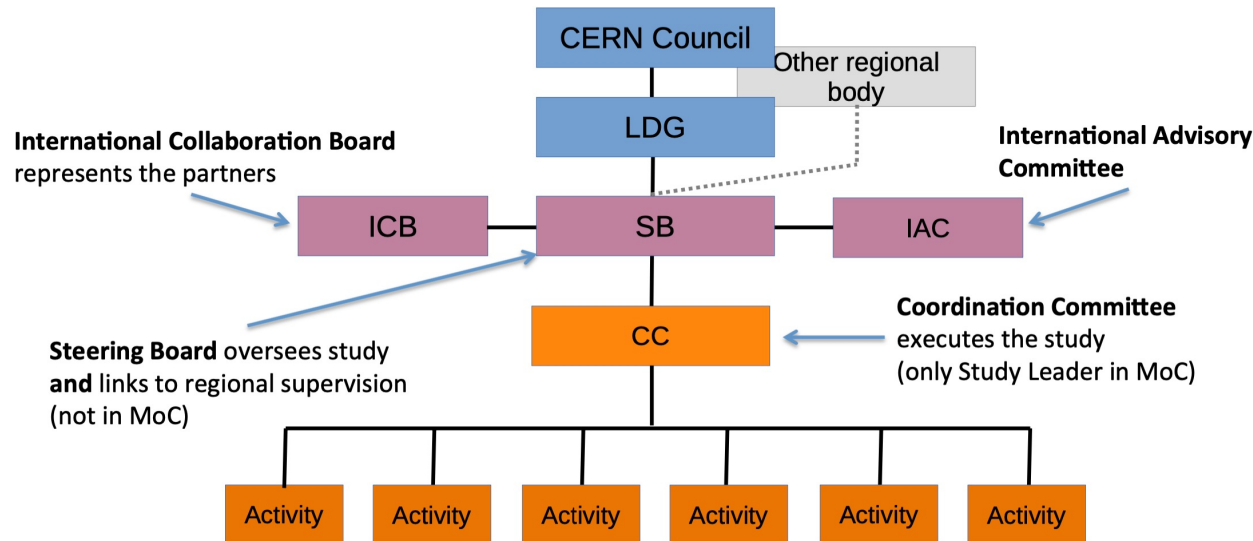 CERN Council
Other regional
body
LDG
International Collaboration Board
represents the partners
International Advisory
Committee
ICB
SB
IAC
Steering Board oversees study
and links to regional supervision
(not in MoC)
CC
Coordination Committee
executes the study
(only Study Leader in MoC)
Activity
Activity
Activity
Activity
Activity
Activity